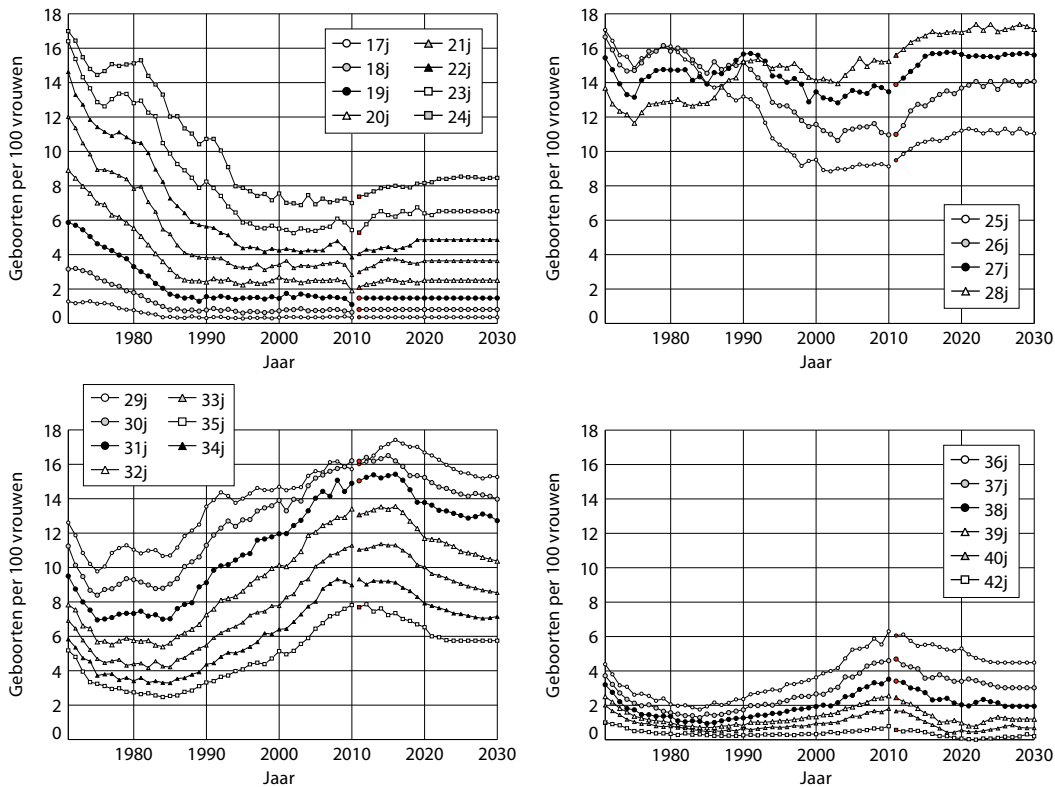 Geboorten per 100 vrouwen
18
16
14
12
10
8
6
4
2
0
17j
18j
19j
20j
21j
22j
23j
24j
1980 1990 2000 2010 2020 2030
Jaar
Geboorten per 100 vrouwen
18
16
14
12
10
8
6
4
2
0
25j
26j
27j
28j
1980 1990 2000 2010 2020 2030
Jaar
Geboorten per 100 vrouwen
29j
30j
31j
32j
33j
35j
34j
18
16
14
12
10
8
6
4
2
0
1980 1990 2000 2010 2020 2030
Jaar
Geboorten per 100 vrouwen
18
16
14
12
10
8
6
4
2
0
36j
37j
38j
39j
40j
42j
1980 1990 2000 2010 2020 2030
Jaar